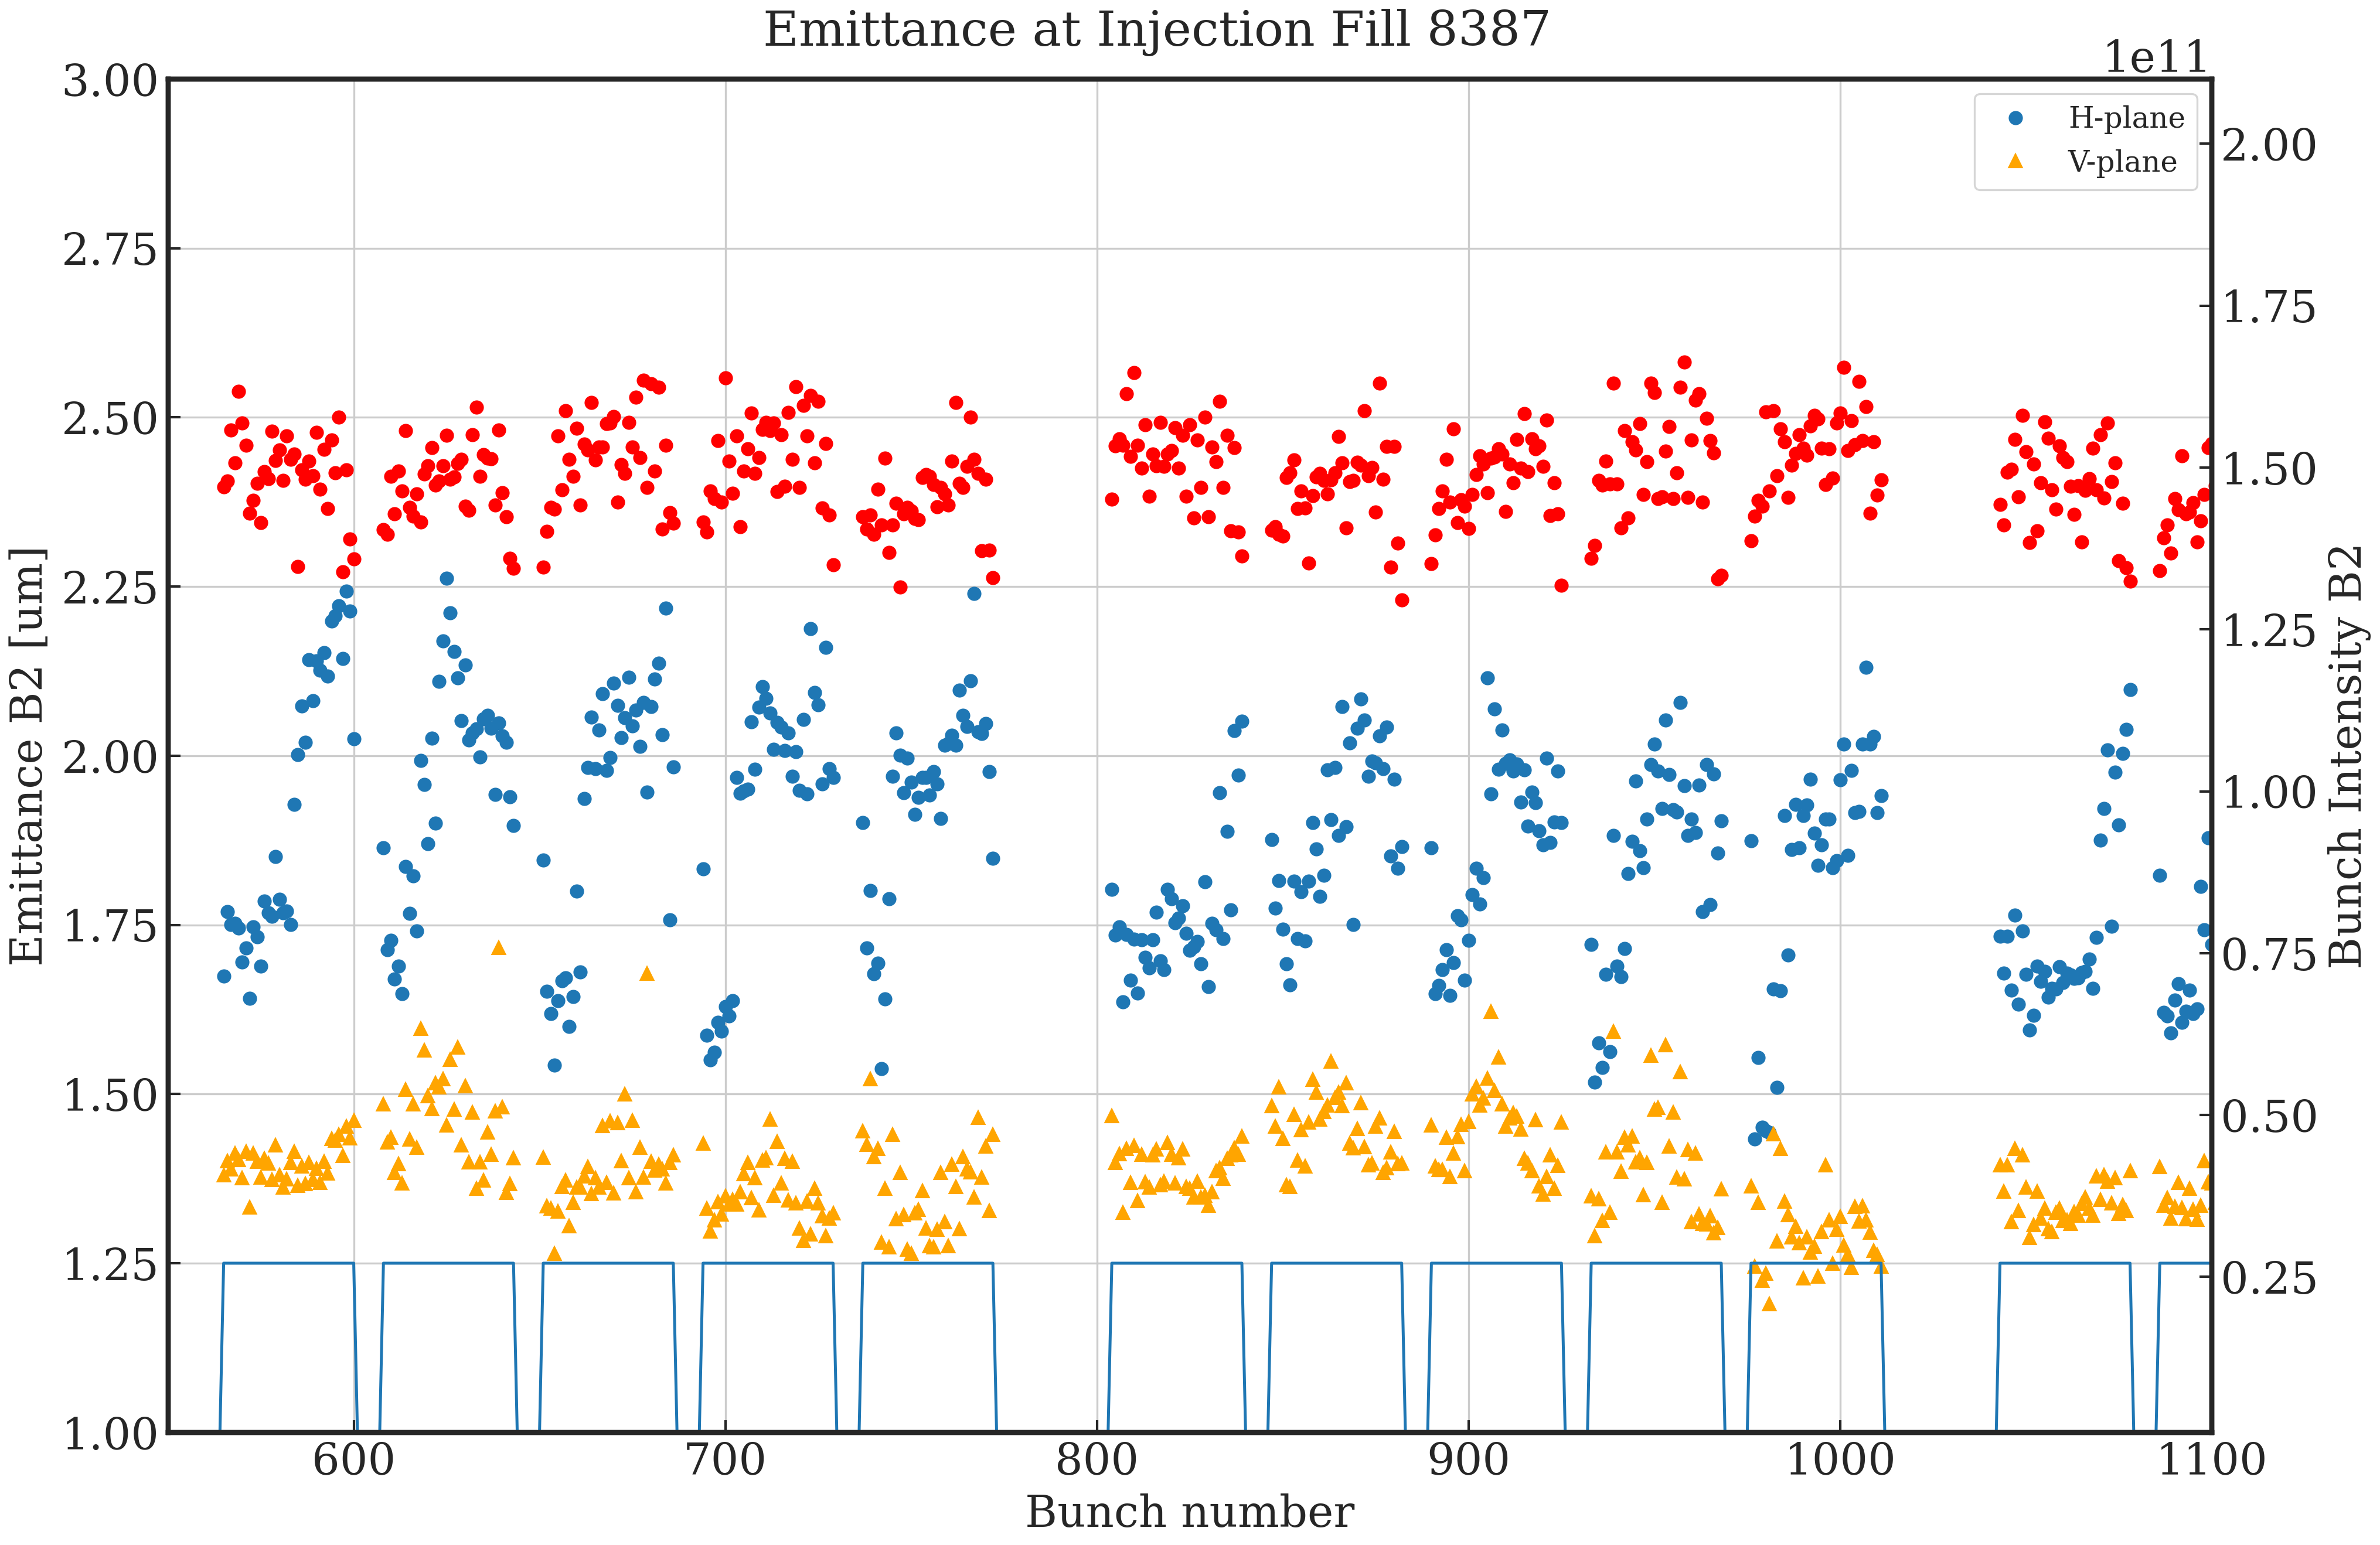 Emittance at Injection Fill 8387
1e11
3.00
2.75
2.50
2.25
2.00
1.75
1.50
1.25
1.00
Emittance B2 [um]
H-plane
V-plane
2.00
1.75
1.50
1.25
1.00
0.75
0.50
0.25
Bunch Intensity B2
600 700 800 900 1000 1100
Bunch number